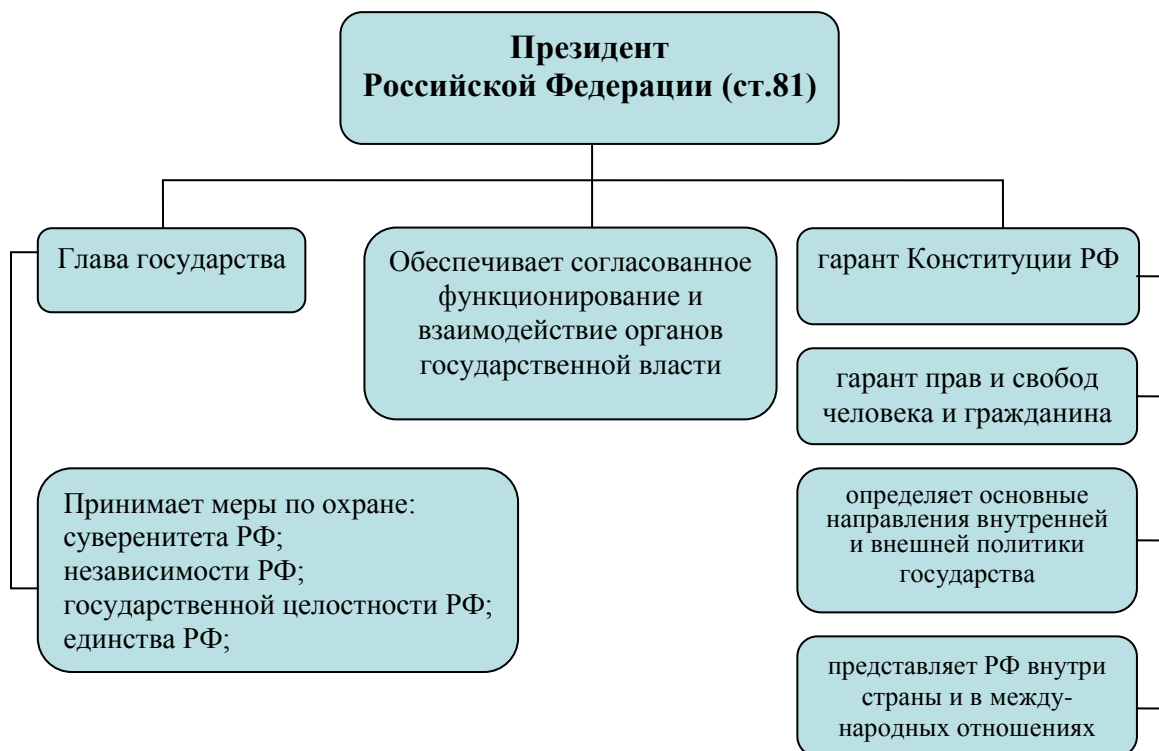 Президент
Российской Федерации (ст.81)
Глава государства
Обеспечивает согласованное
функционирование и
взаимодействие органов
государственной власти
гарант Конституции РФ
гарант прав и свобод
человека и гражданина
Принимает меры по охране:
суверенитета РФ;
независимости РФ;
государственной целостности РФ;
единства РФ;
определяет основные
направления внутренней
и внешней политики
государства
представляет РФ внутри
страны и в между-
народных отношениях